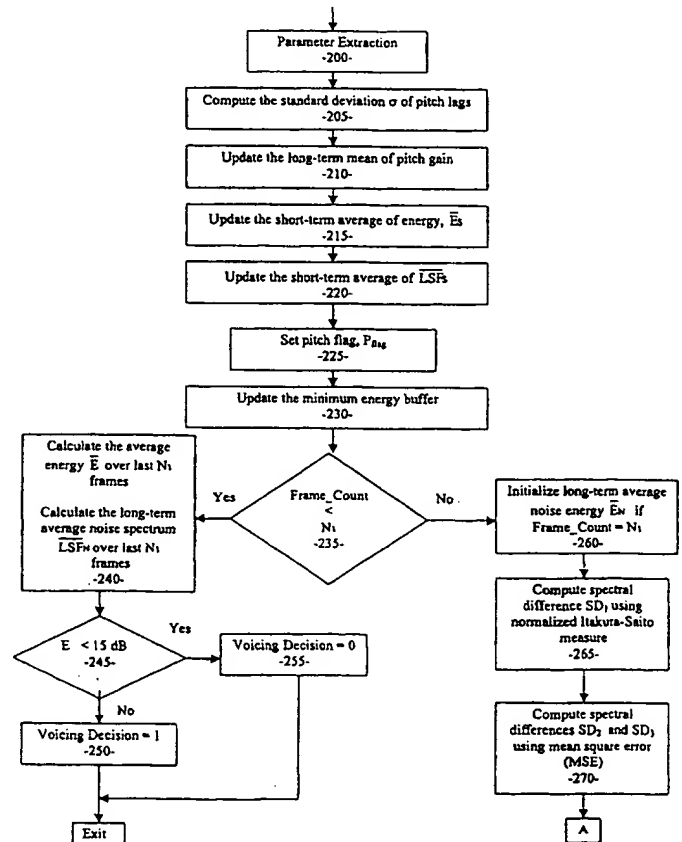 Parameter Extraction
-200-
Compute the standard deviation σ of pitch lags
-205-
Update the long-term mean of pitch gain
-210-
Update the short-term average of energy, E̅s
-215-
Update the short-term average of L̅S̅F̅s
-220-
Set pitch flag, Pflag
-225-
Update the minimum energy buffer
-230-
Calculate the average
energy E̅ over last N1
frames
Calculate the long-term
average noise spectrum
L̅S̅F̅N over last N1
frames
-240-
Yes
Frame_Count
<
N1
-235-
No
Initialize long-term average
noise energy E̅N if
Frame_Count = N1
-260-
Compute spectral
difference SD1 using
normalized Itakura-Saito
measure
-265-
E < 15 dB
-245-
Yes
Voicing Decision = 0
-255-
No
Voicing Decision = 1
-250-
Compute spectral
differences SD2 and SD3
using mean square error
(MSE)
-270-
Exit
A